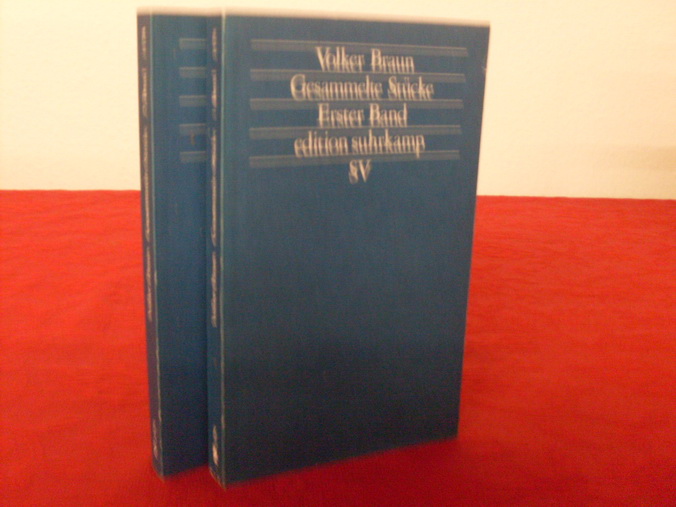 Volker Braun
Gesammelte Stücke
Erster Band
edition suhrkamp
SV